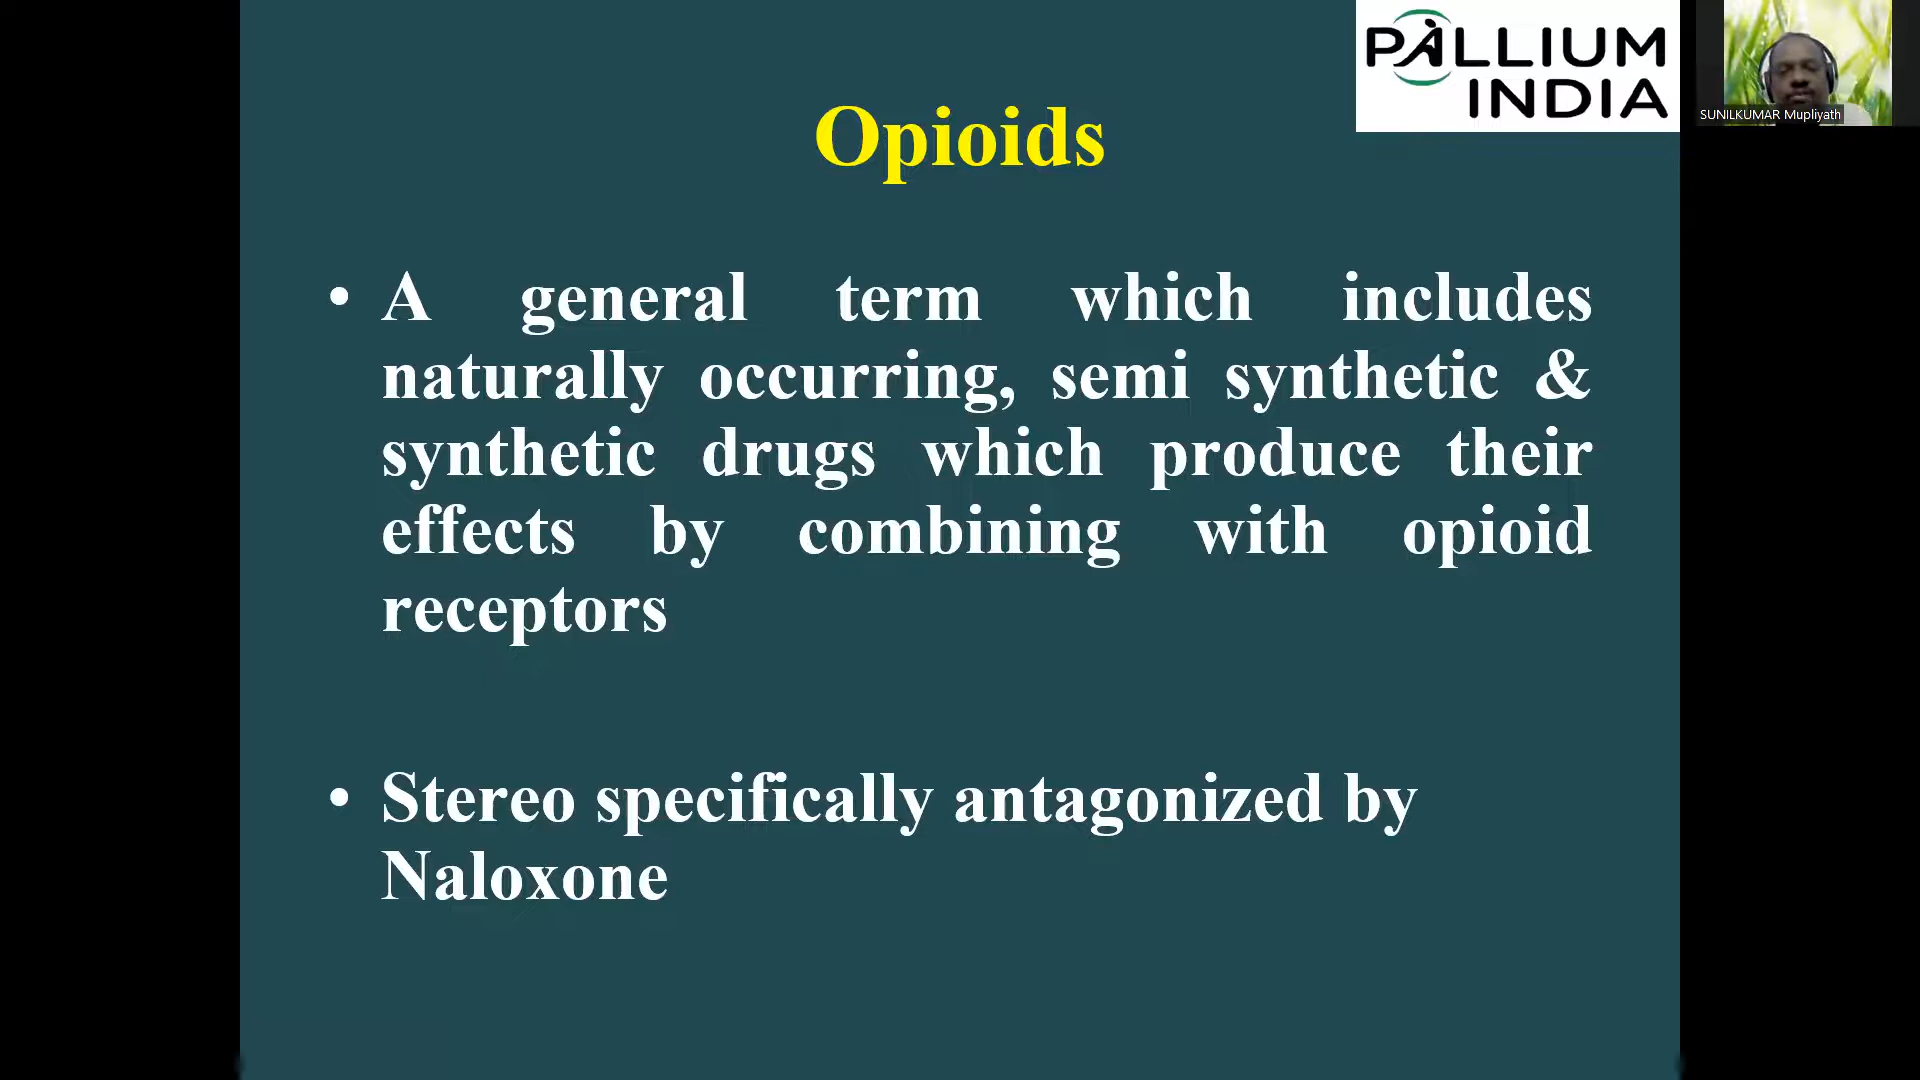 PALLIUM
INDIA
SUNILKUMAR Mupliyath
Opioids
• A general term which includes
naturally occurring, semi synthetic &
synthetic drugs which produce their
effects by combining with opioid
receptors
• Stereo specifically antagonized by
Naloxone